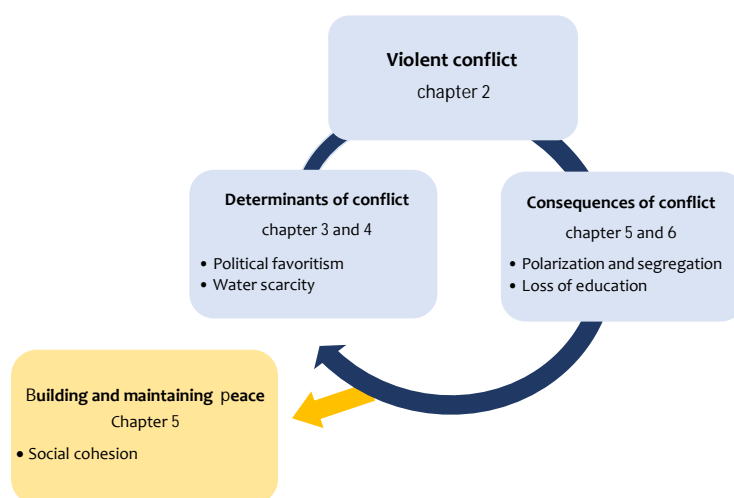 Violent conflict
chapter 2
Determinants of conflict
chapter 3 and 4
• Political favoritism
• Water scarcity
Consequences of conflict
chapter 5 and 6
• Polarization and segregation
• Loss of education
Building and maintaining peace
Chapter 5
• Social cohesion